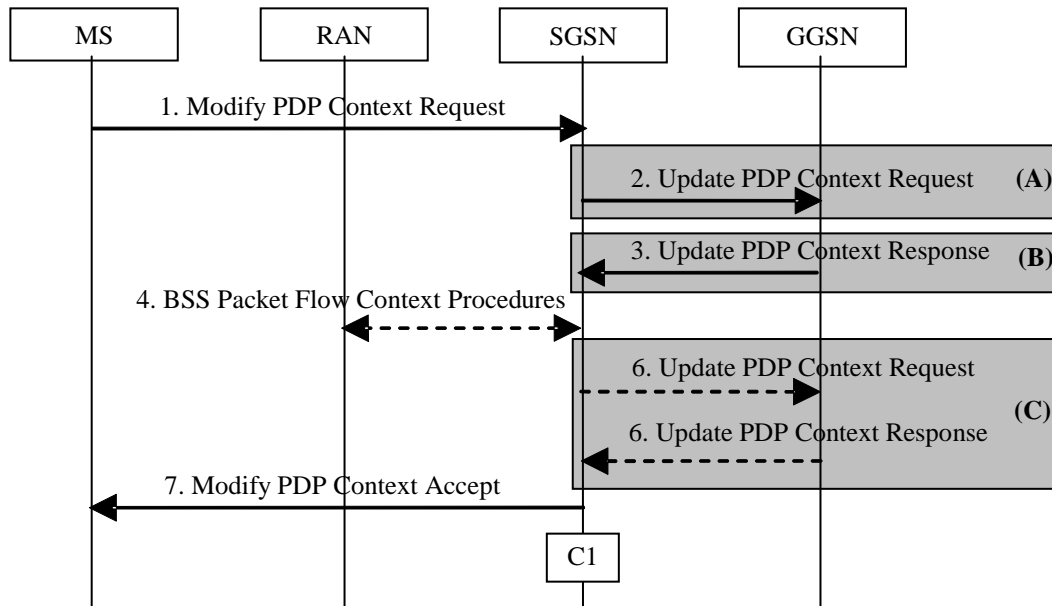 MS
RAN
SGSN
GGSN
1. Modify PDP Context Request
2. Update PDP Context Request
(A)
3. Update PDP Context Response
(B)
4. BSS Packet Flow Context Procedures
6. Update PDP Context Request
(C)
6. Update PDP Context Response
7. Modify PDP Context Accept
C1